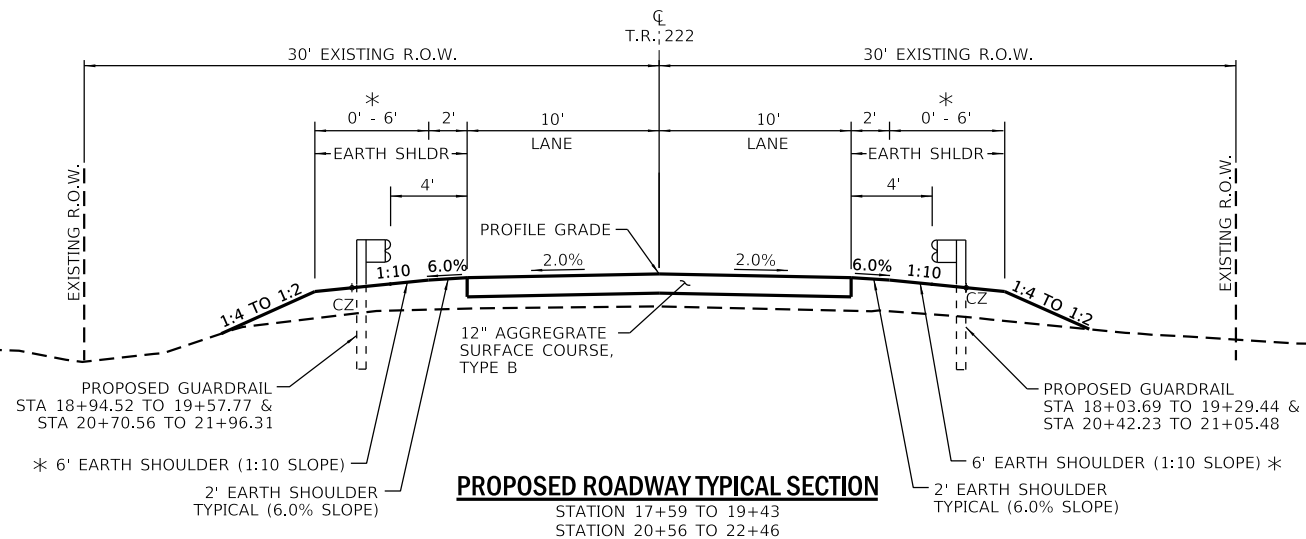 ℄
T.R. 222
30' EXISTING R.O.W.
30' EXISTING R.O.W.
*
*
0' - 6'
2'
10'
10'
2'
0' - 6'
LANE
LANE
EARTH SHLDR
EARTH SHLDR
4'
4'
EXISTING R.O.W.
EXISTING R.O.W.
PROFILE GRADE
1:10
6.0%
2.0%
2.0%
6.0%
1:10
1:4 TO 1:2
CZ
CZ
1:4 TO 1:2
12" AGGREGRATE
SURFACE COURSE,
TYPE B
PROPOSED GUARDRAIL
STA 18+94.52 TO 19+57.77 &
STA 20+70.56 TO 21+96.31
PROPOSED GUARDRAIL
STA 18+03.69 TO 19+29.44 &
STA 20+42.23 TO 21+05.48
* 6' EARTH SHOULDER (1:10 SLOPE)
6' EARTH SHOULDER (1:10 SLOPE) *
2' EARTH SHOULDER
TYPICAL (6.0% SLOPE)
2' EARTH SHOULDER
TYPICAL (6.0% SLOPE)
PROPOSED ROADWAY TYPICAL SECTION
STATION 17+59 TO 19+43
STATION 20+56 TO 22+46